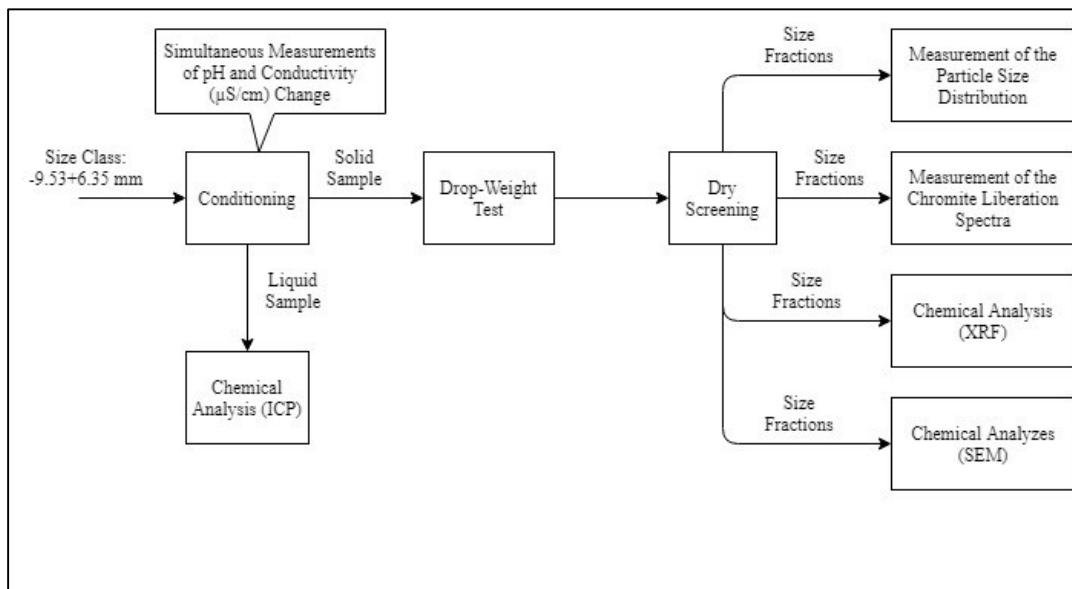 Simultaneous Measurements
of pH and Conductivity
(µS/cm) Change
Size Class:
-9.53+6.35 mm
Conditioning
Solid
Sample
Drop-Weight
Test
Dry
Screening
Liquid
Sample
Chemical
Analysis (ICP)
Size
Fractions
Measurement of the
Particle Size
Distribution
Size
Fractions
Measurement of the
Chromite Liberation
Spectra
Size
Fractions
Chemical Analysis
(XRF)
Size
Fractions
Chemical Analyzes
(SEM)